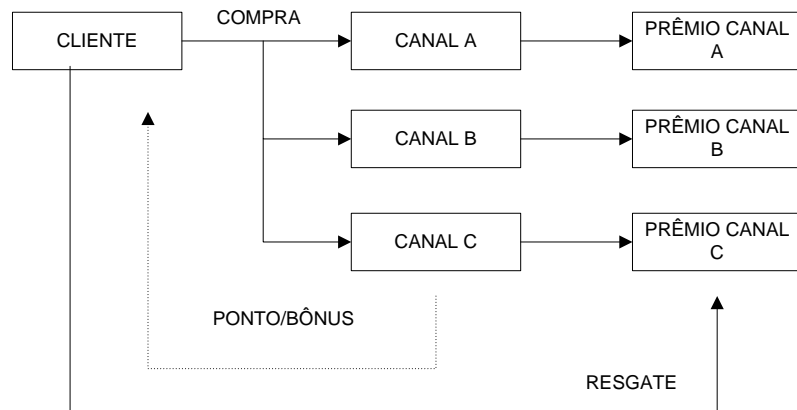 COMPRA
CLIENTE
CANAL A
PRÊMIO CANAL
A
CANAL B
PRÊMIO CANAL
B
CANAL C
PRÊMIO CANAL
C
PONTO/BÔNUS
RESGATE